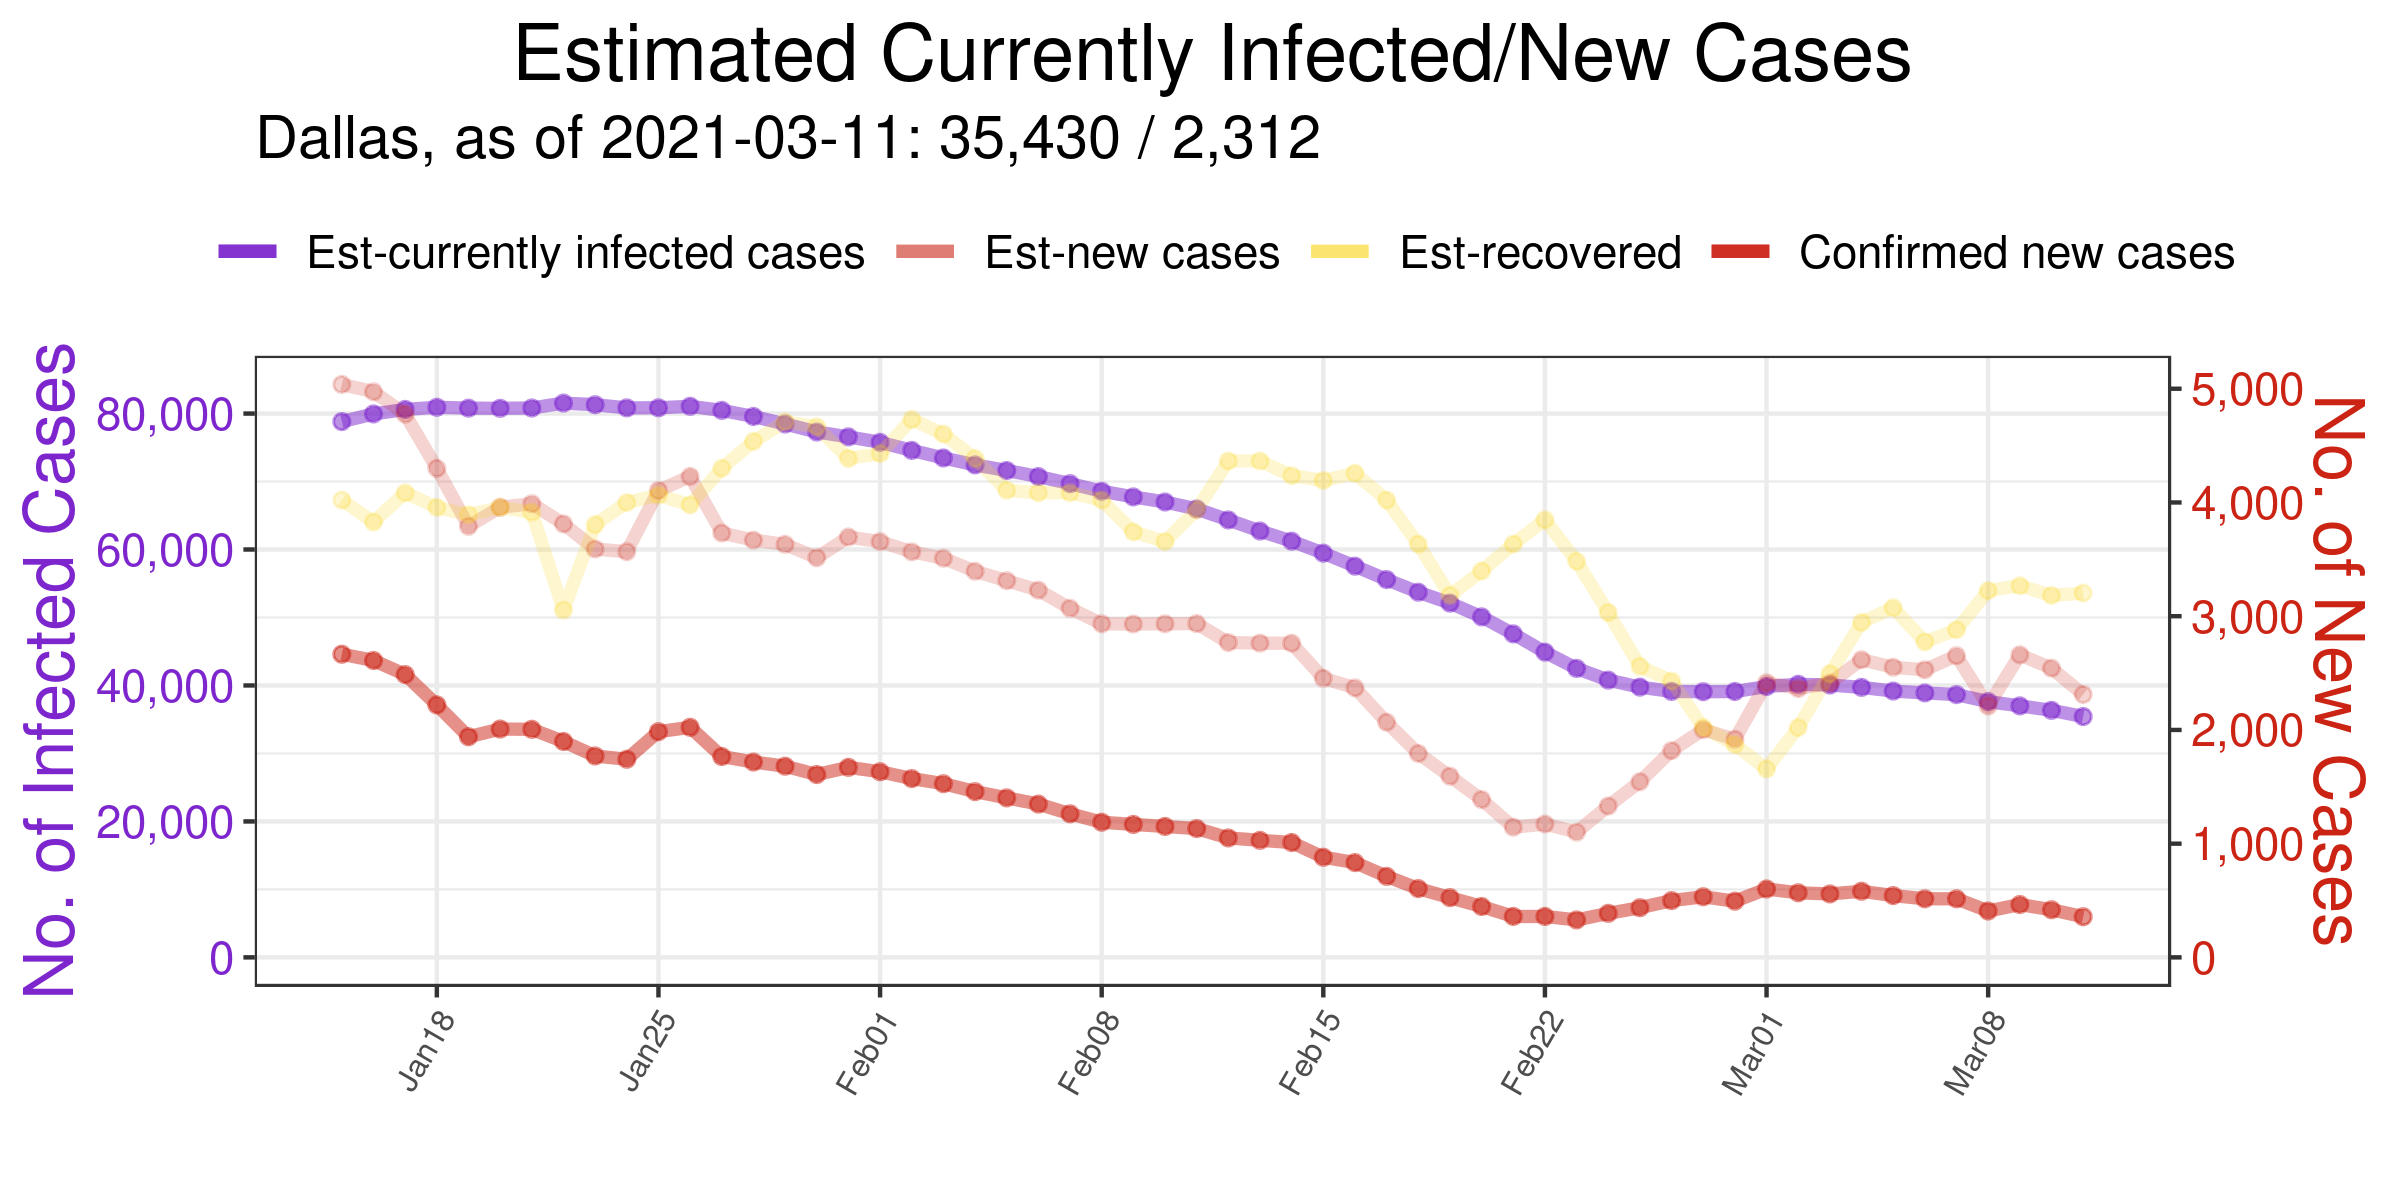 Estimated Currently Infected/New Cases
Dallas, as of 2021-03-11: 35,430 / 2,312
Est-currently infected cases Est-new cases Est-recovered Confirmed new cases
No. of Infected Cases
80,000
60,000
40,000
20,000
0
5,000
4,000
3,000
2,000
1,000
0
No. of New Cases
Jan18 Jan25 Feb01 Feb08 Feb15 Feb22 Mar01 Mar08